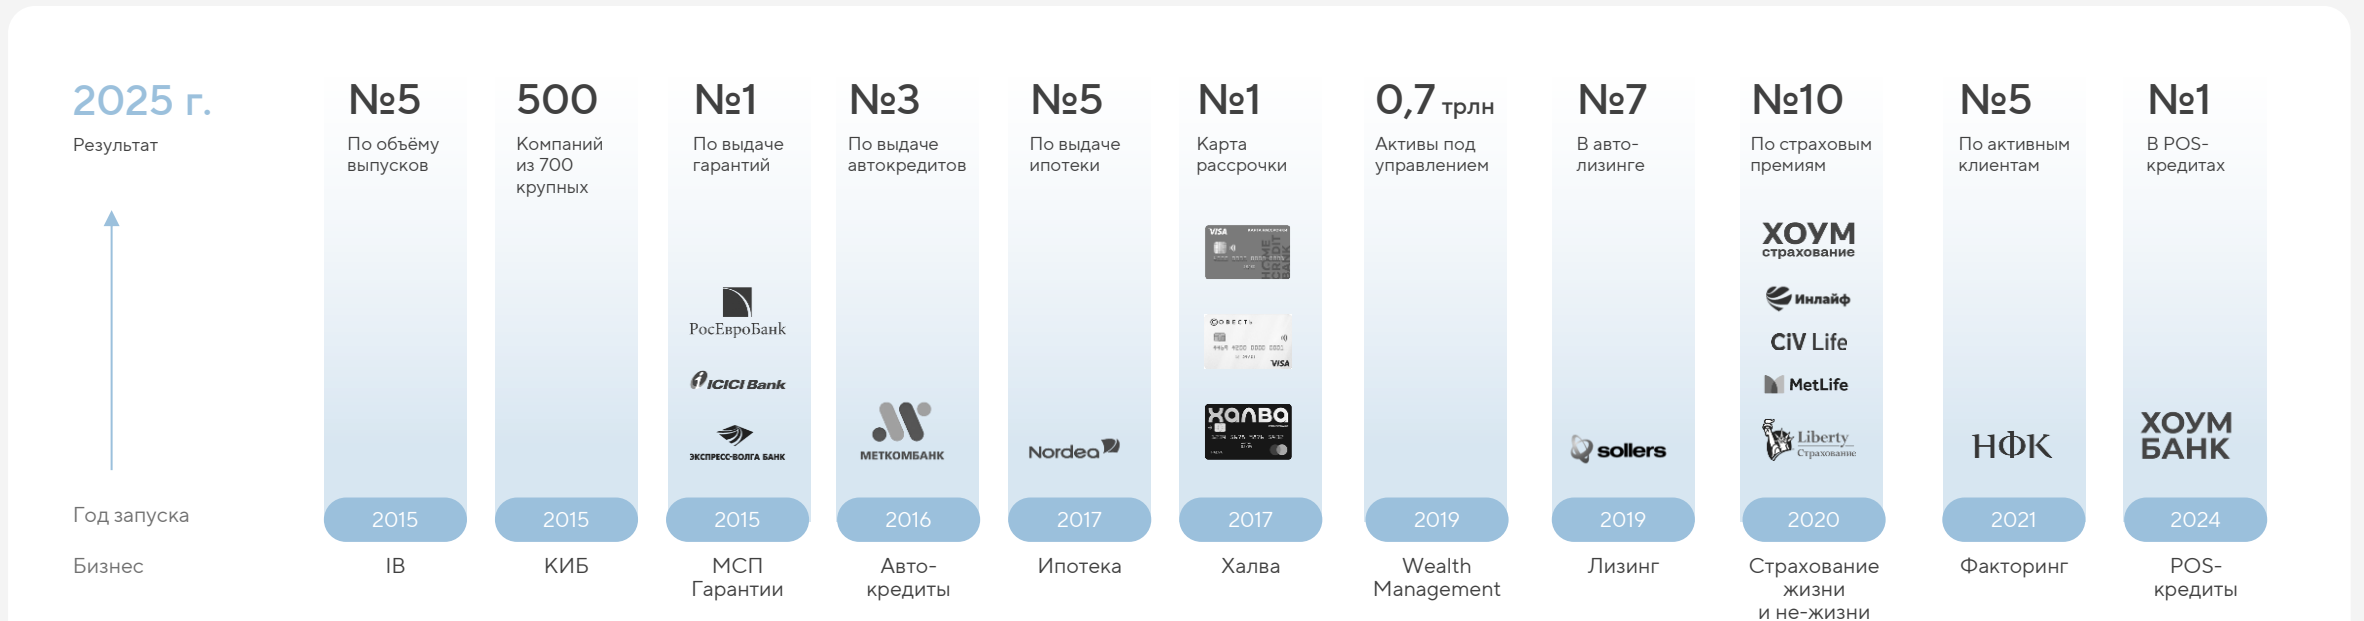 2025 г.
Результат
№5
По объёму
выпусков
500
Компаний
из 700
крупных
№1
По выдаче
гарантий
№3
По выдаче
автокредитов
№5
По выдаче
ипотеки
№1
Карта
рассрочки
0,7 трлн
Активы под
управлением
№7
В авто-
лизинге
№10
По страховым
премиям
№5
По активным
клиентам
№1
В POS-
кредитах
РосЕвроБанк
ICICI Bank
ЭКСПРЕСС-ВОЛГА БАНК
МЕТКОМБАНК
Nordea
VISA
HOME
CREDIT
BANK
СОВЕСТЬ
VISA
ХАЛВА
sollers
ХОУМ
страхование
Инлайф
CiV Life
MetLife
Liberty
Страхование
НФК
ХОУМ
БАНК
Год запуска
2015
2015
2015
2016
2017
2017
2019
2019
2020
2021
2024
Бизнес
IB
КИБ
МСП
Гарантии
Авто-
кредиты
Ипотека
Халва
Wealth
Management
Лизинг
Страхование
жизни
и не-жизни
Факторинг
POS-
кредиты